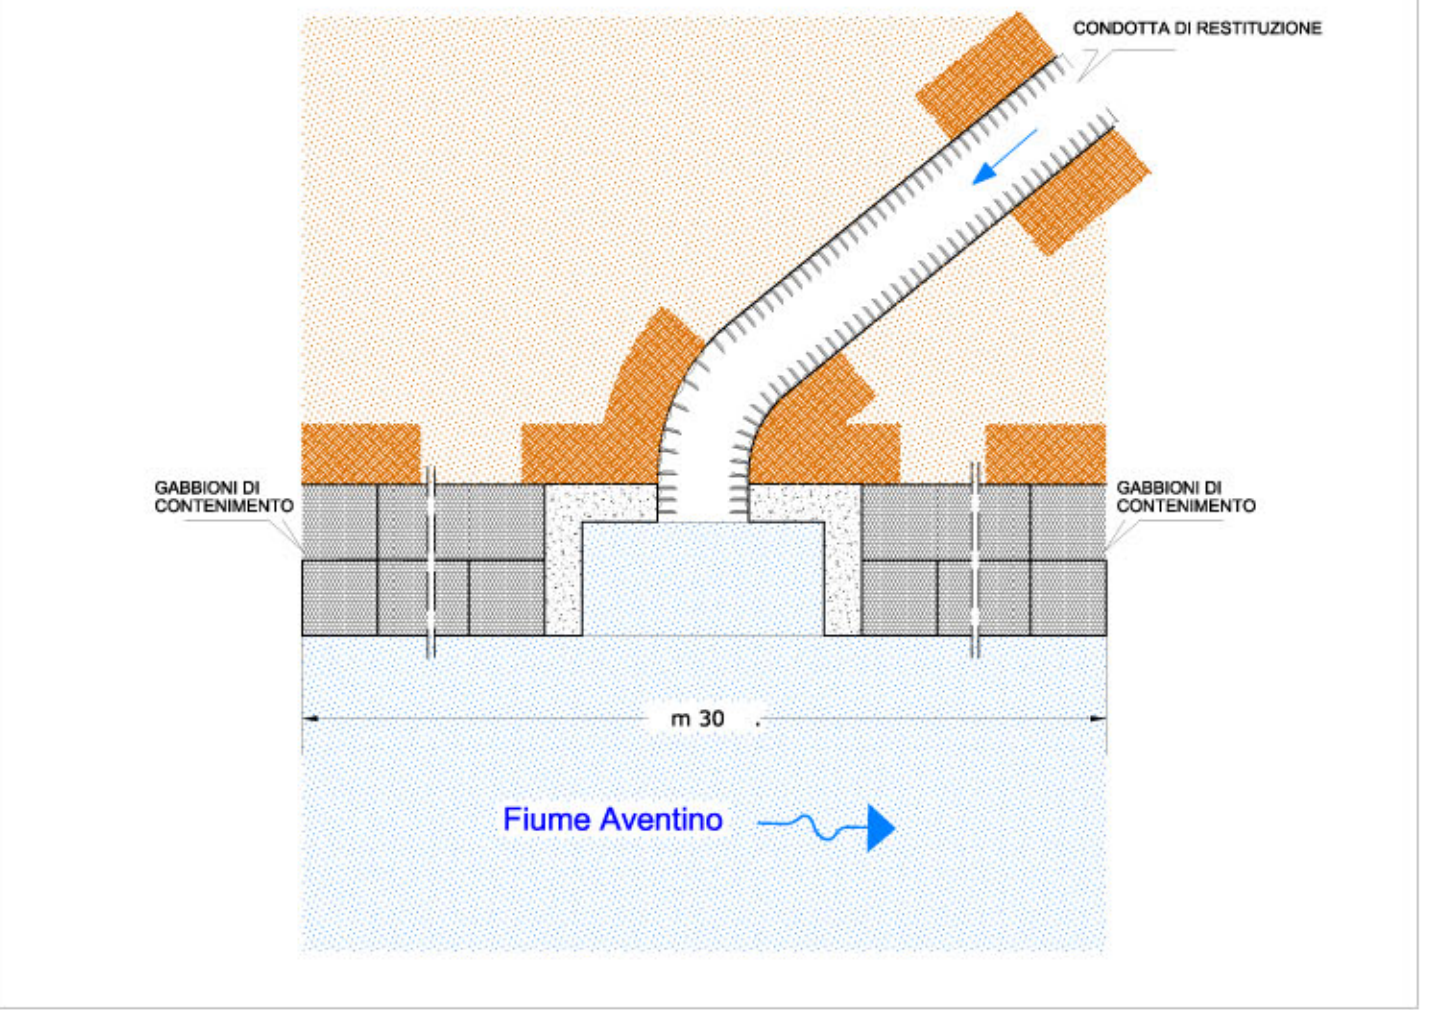 CONDOTTA DI RESTITUZIONE
GABBIONI DI
CONTENIMENTO
GABBIONI DI
CONTENIMENTO
m 30 .
Fiume Aventino